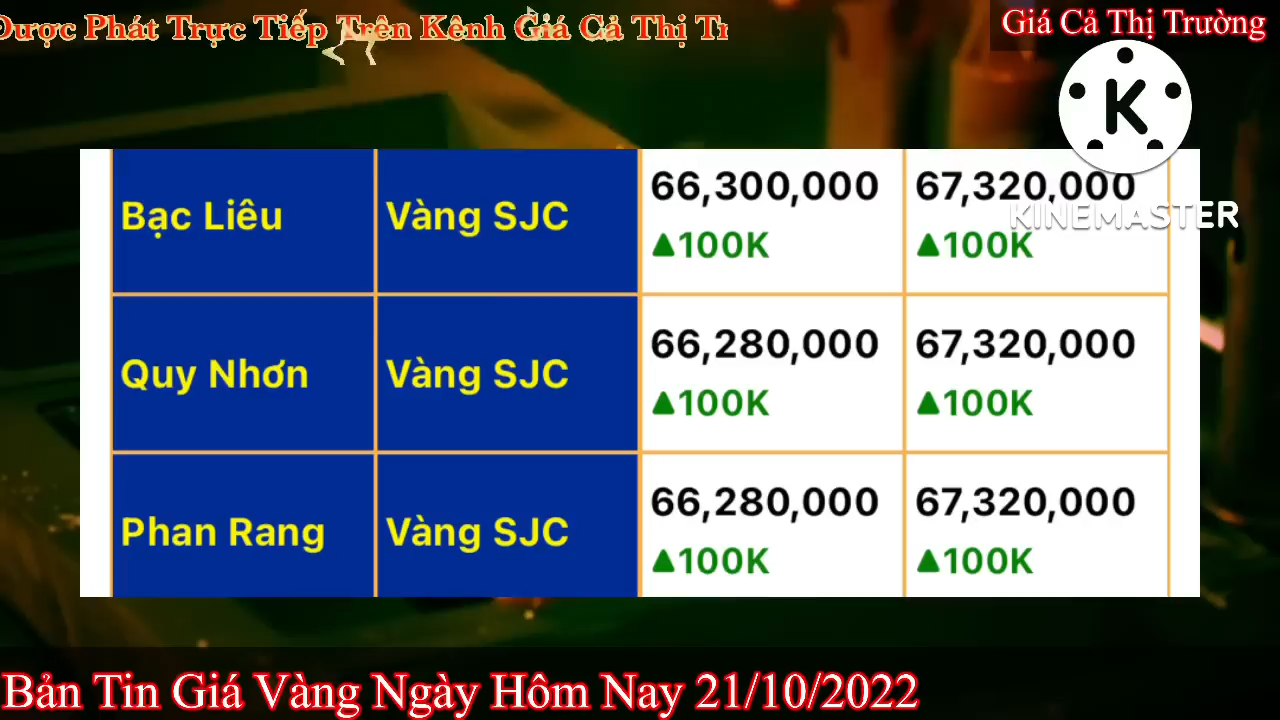 Được Phát Trực Tiếp Trên Kênh Giá Cả Thị Tr
Giá Cả Thị Trường
K
KINEMASTER
Bạc Liêu Vàng SJC 66,300,000 67,320,000
▲100K ▲100K
Quy Nhơn Vàng SJC 66,280,000 67,320,000
▲100K ▲100K
Phan Rang Vàng SJC 66,280,000 67,320,000
▲100K ▲100K
Bản Tin Giá Vàng Ngày Hôm Nay 21/10/2022